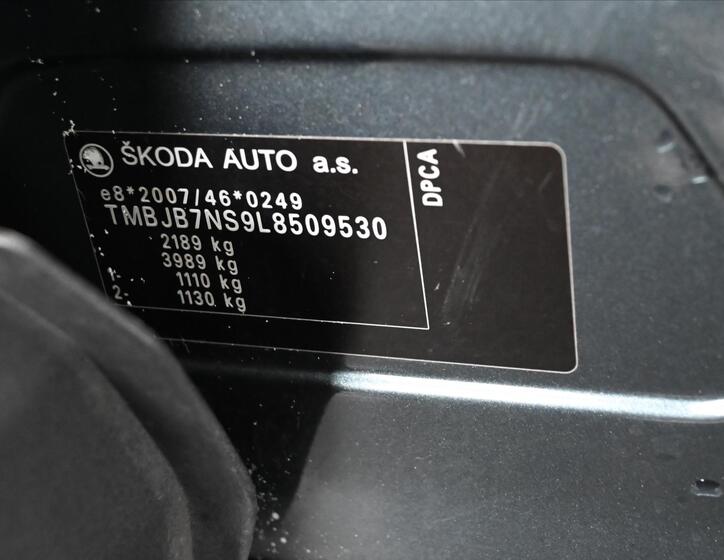 ŠKODA AUTO a.s.
DPCA
e8*2007/46*0249
TMBJB7NS9L8509530
2189 kg
3989 kg
1- 1110 kg
2- 1130 kg